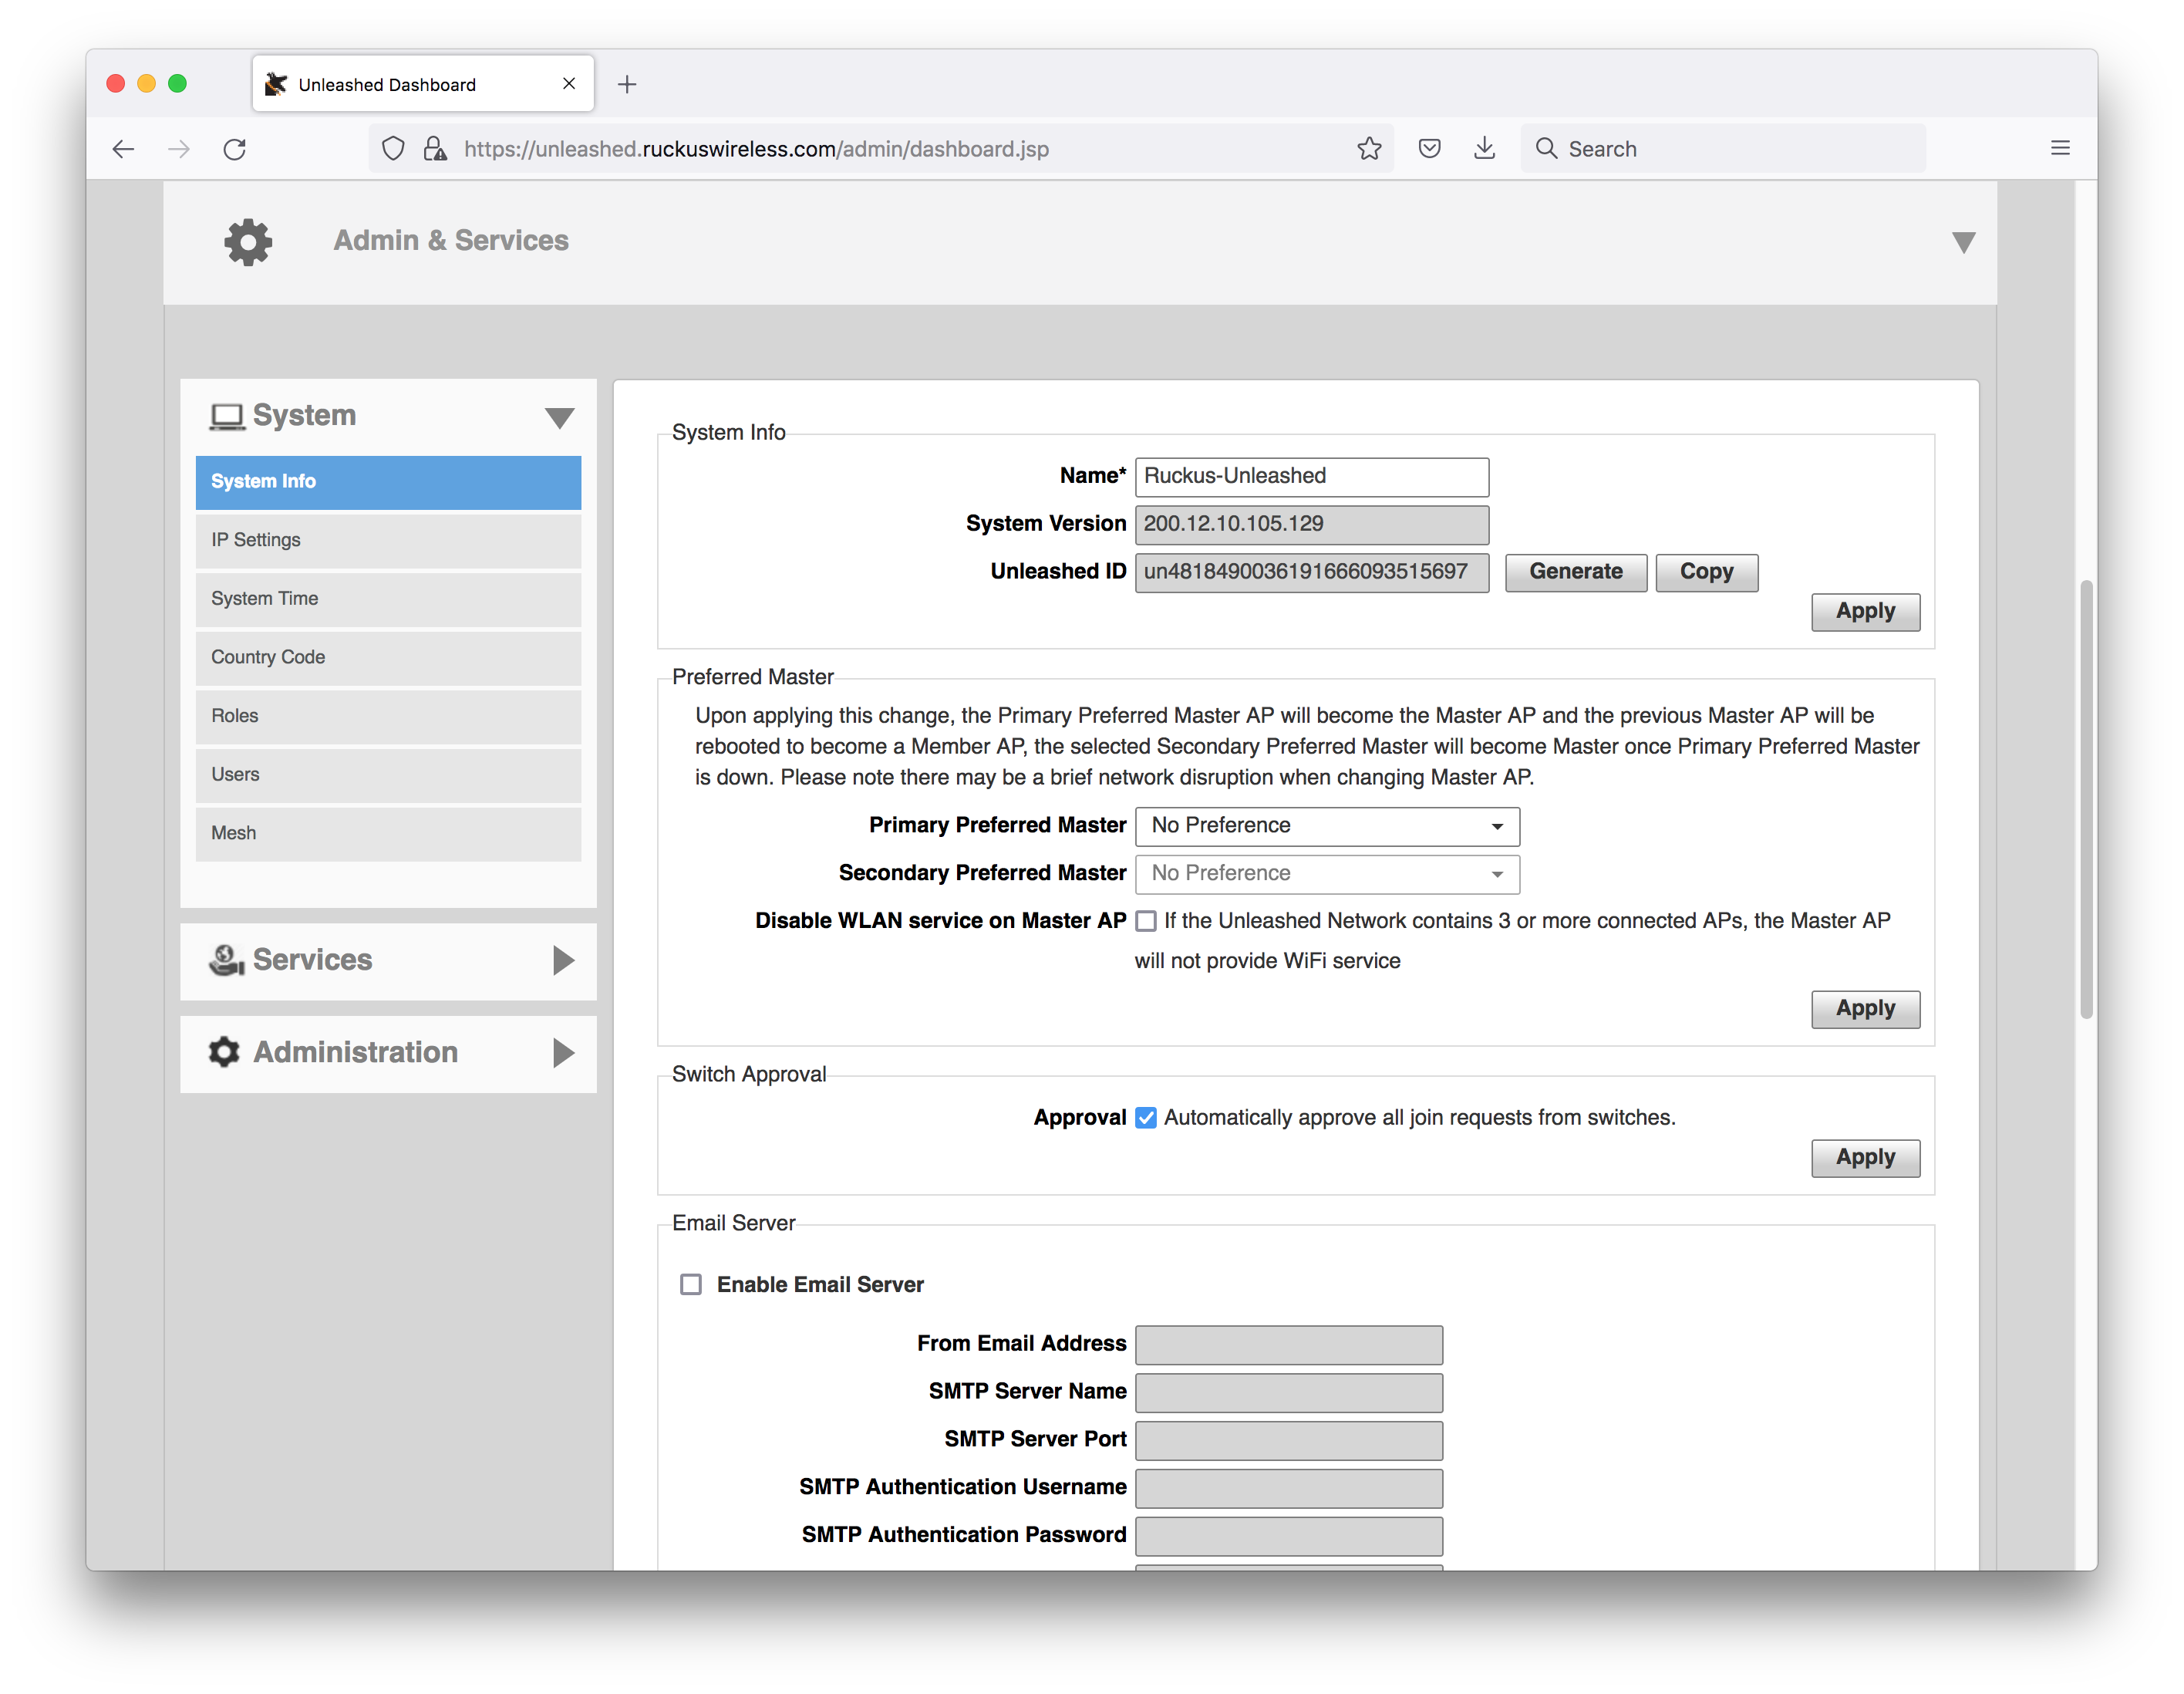 Unleashed Dashboard
https://unleashed.ruckuswireless.com/admin/dashboard.jsp
Search
Admin & Services
System
System Info
IP Settings
System Time
Country Code
Roles
Users
Mesh
Services
Administration
System Info
Name* Ruckus-Unleashed
System Version 200.12.10.105.129
Unleashed ID un4818490036191666093515697 Generate Copy
Apply
Preferred Master
Upon applying this change, the Primary Preferred Master AP will become the Master AP and the previous Master AP will be
rebooted to become a Member AP, the selected Secondary Preferred Master will become Master once Primary Preferred Master
is down. Please note there may be a brief network disruption when changing Master AP.
Primary Preferred Master No Preference
Secondary Preferred Master No Preference
Disable WLAN service on Master AP If the Unleashed Network contains 3 or more connected APs, the Master AP
will not provide WiFi service
Apply
Switch Approval
Approval Automatically approve all join requests from switches.
Apply
Email Server
Enable Email Server
From Email Address
SMTP Server Name
SMTP Server Port
SMTP Authentication Username
SMTP Authentication Password